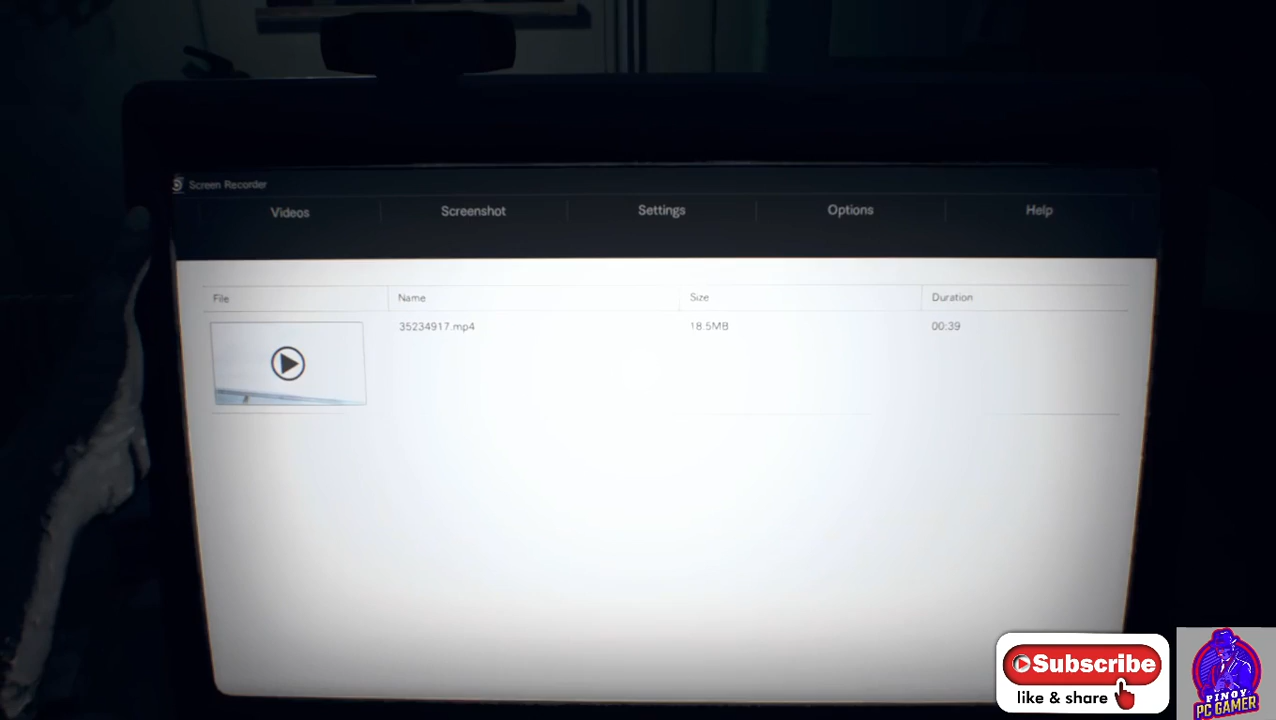 Screen Recorder
Videos Screenshot Settings Options Help
File Name Size Duration
35234917.mp4 18.5MB 00:39
Subscribe
like & share
PINOY
PC GAMER